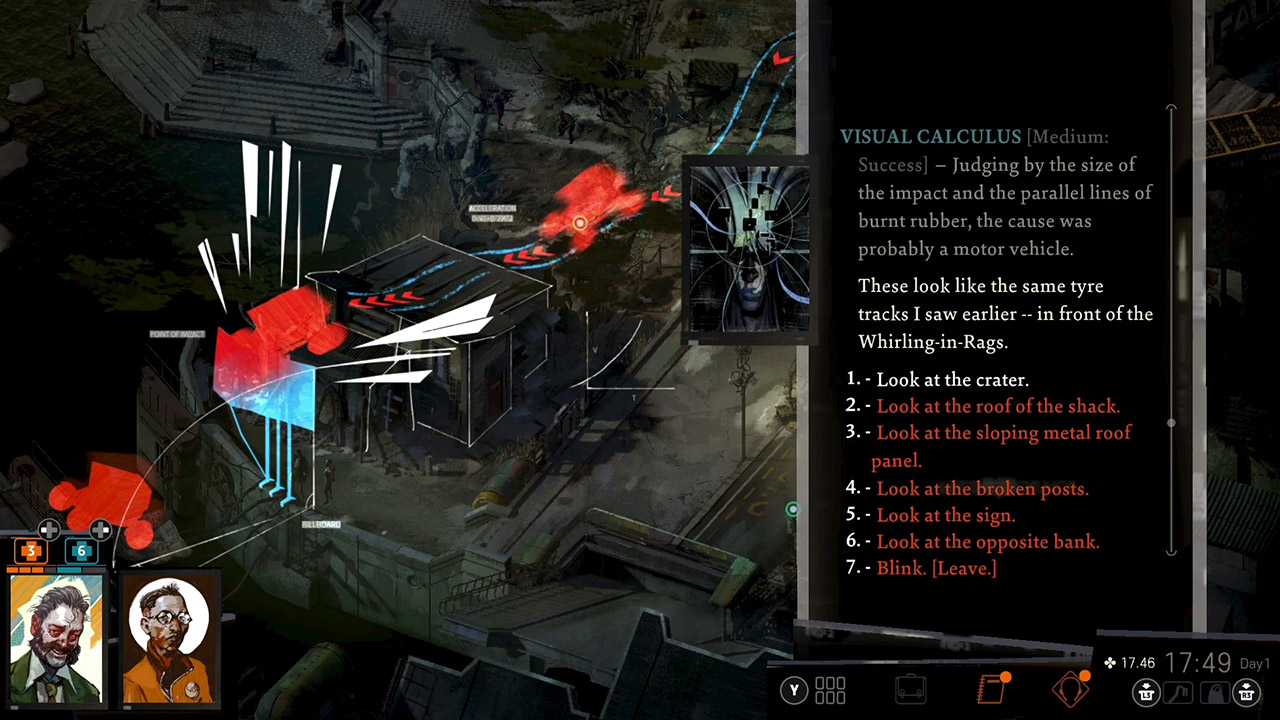 VISUAL CALCULUS [Medium:
Success] – Judging by the size of
the impact and the parallel lines of
burnt rubber, the cause was
probably a motor vehicle.
These look like the same tyre
tracks I saw earlier -- in front of the
Whirling-in-Rags.
1. - Look at the crater.
2. - Look at the roof of the shack.
3. - Look at the sloping metal roof
panel.
4. - Look at the broken posts.
5. - Look at the sign.
6. - Look at the opposite bank.
7. - Blink. [Leave.]
ACCELERATION
POINT OF IMPACT
V
T
BILLBOARD
3
6
Y
17.46
17:49 Day 1